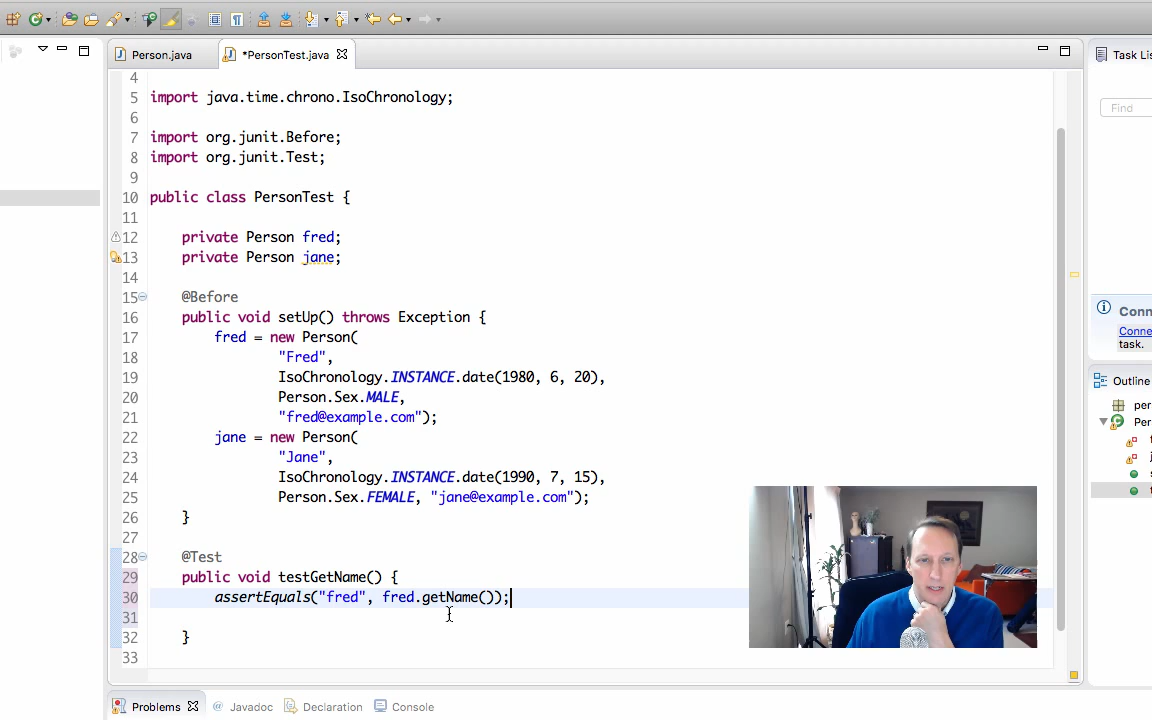 Person.java
*PersonTest.java
Task Lis
4
5 import java.time.chrono.IsoChronology;
Find
6
7 import org.junit.Before;
8 import org.junit.Test;
9
10 public class PersonTest {
11
12 private Person fred;
13 private Person jane;
14
15 @Before
16 public void setUp() throws Exception {
17 fred = new Person(
18 "Fred",
19 IsoChronology.INSTANCE.date(1980, 6, 20),
20 Person.Sex.MALE,
21 "fred@example.com");
22 jane = new Person(
23 "Jane",
24 IsoChronology.INSTANCE.date(1990, 7, 15),
25 Person.Sex.FEMALE, "jane@example.com");
26 }
27
28 @Test
29 public void testGetName() {
30 assertEquals("fred", fred.getName());
31
32 }
33
Conn
Conne
task.
Outline
per
Per
Problems
@ Javadoc
Declaration
Console